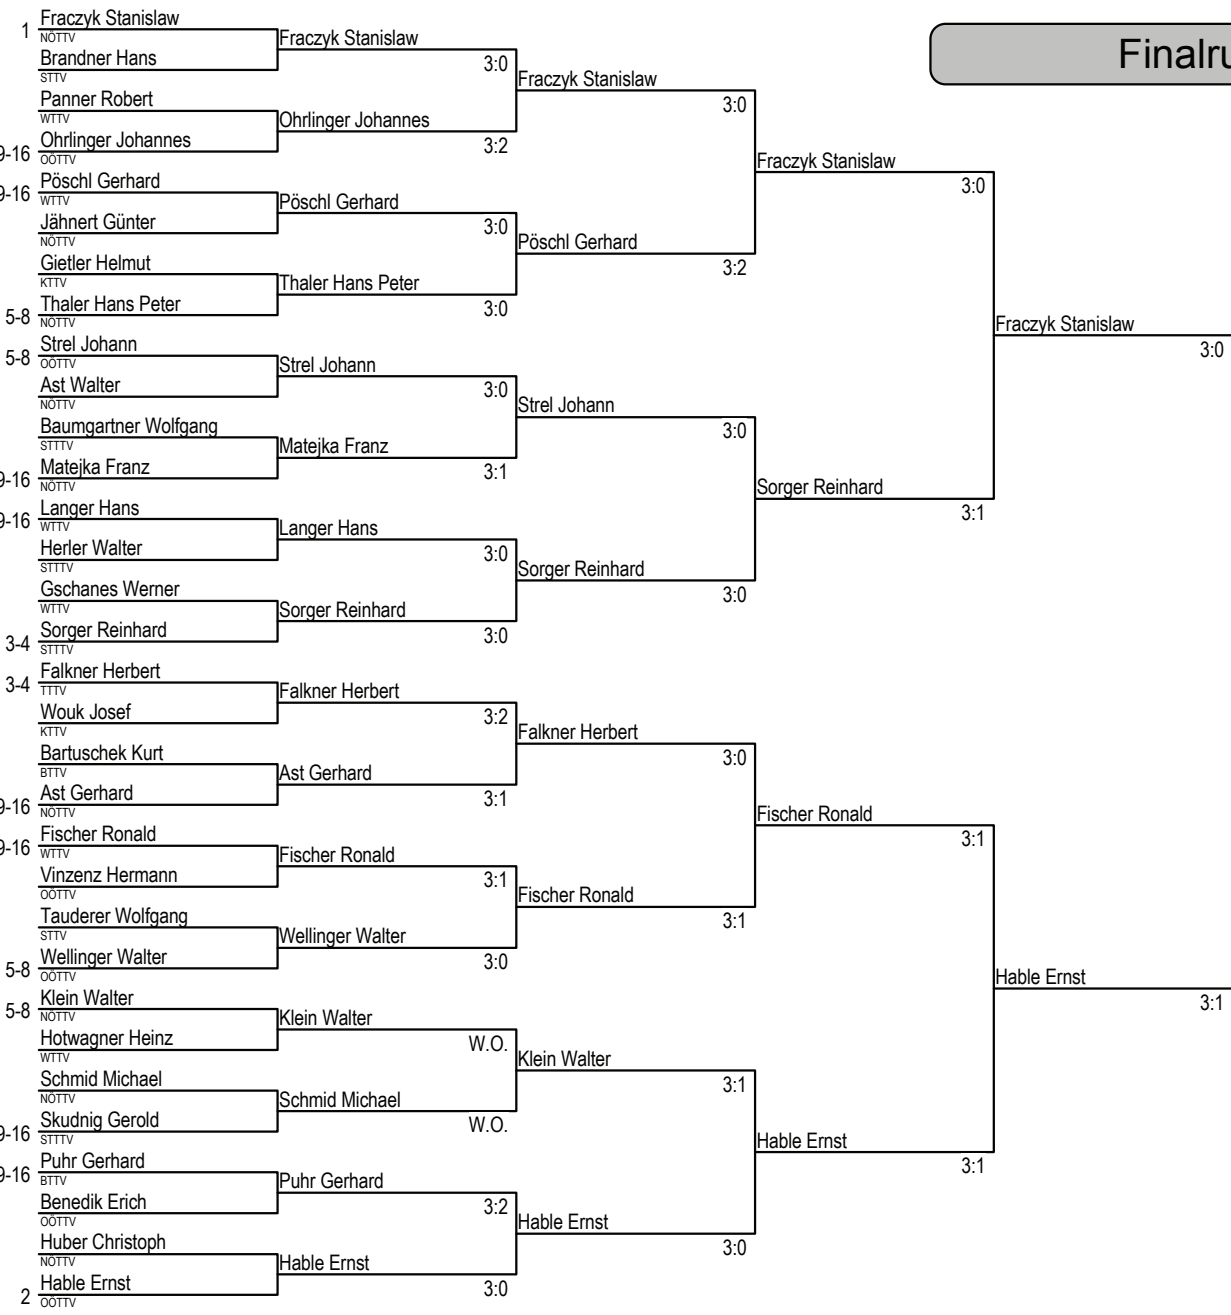 Finalru
1
Fraczyk Stanislaw
NÖTTV
Brandner Hans
STTV
Panner Robert
WTTV
9-16
Ohrlinger Johannes
OÖTTV
9-16
Pöschl Gerhard
WTTV
Jähnert Günter
NÖTTV
Gietler Helmut
KTTV
5-8
Thaler Hans Peter
NÖTTV
5-8
Strel Johann
OÖTTV
Ast Walter
NÖTTV
Baumgartner Wolfgang
STTTV
9-16
Matejka Franz
NÖTTV
9-16
Langer Hans
WTTV
Herler Walter
STTTV
Gschanes Werner
WTTV
3-4
Sorger Reinhard
STTTV
3-4
Falkner Herbert
TTTV
Wouk Josef
KTTV
Bartuschek Kurt
BTTV
9-16
Ast Gerhard
NÖTTV
9-16
Fischer Ronald
WTTV
Vinzenz Hermann
OÖTTV
Tauderer Wolfgang
STTV
5-8
Wellinger Walter
OÖTTV
5-8
Klein Walter
NÖTTV
Hotwagner Heinz
WTTV
Schmid Michael
NÖTTV
9-16
Skudnig Gerold
STTTV
9-16
Puhr Gerhard
BTTV
Benedik Erich
OÖTTV
Huber Christoph
NÖTTV
2
Hable Ernst
OÖTTV
Fraczyk Stanislaw
3:0
Ohrlinger Johannes
3:2
Pöschl Gerhard
3:0
Thaler Hans Peter
3:0
Strel Johann
3:0
Matejka Franz
3:1
Langer Hans
3:0
Sorger Reinhard
3:0
Falkner Herbert
3:2
Ast Gerhard
3:1
Fischer Ronald
3:1
Wellinger Walter
3:0
Klein Walter
W.O.
Schmid Michael
W.O.
Puhr Gerhard
3:2
Hable Ernst
3:0
Fraczyk Stanislaw
3:0
Pöschl Gerhard
3:2
Strel Johann
3:0
Sorger Reinhard
3:0
Falkner Herbert
3:0
Fischer Ronald
3:1
Klein Walter
3:1
Hable Ernst
3:0
Fraczyk Stanislaw
3:0
Sorger Reinhard
3:1
Fischer Ronald
3:1
Hable Ernst
3:1
Fraczyk Stanislaw
3:0
Hable Ernst
3:1